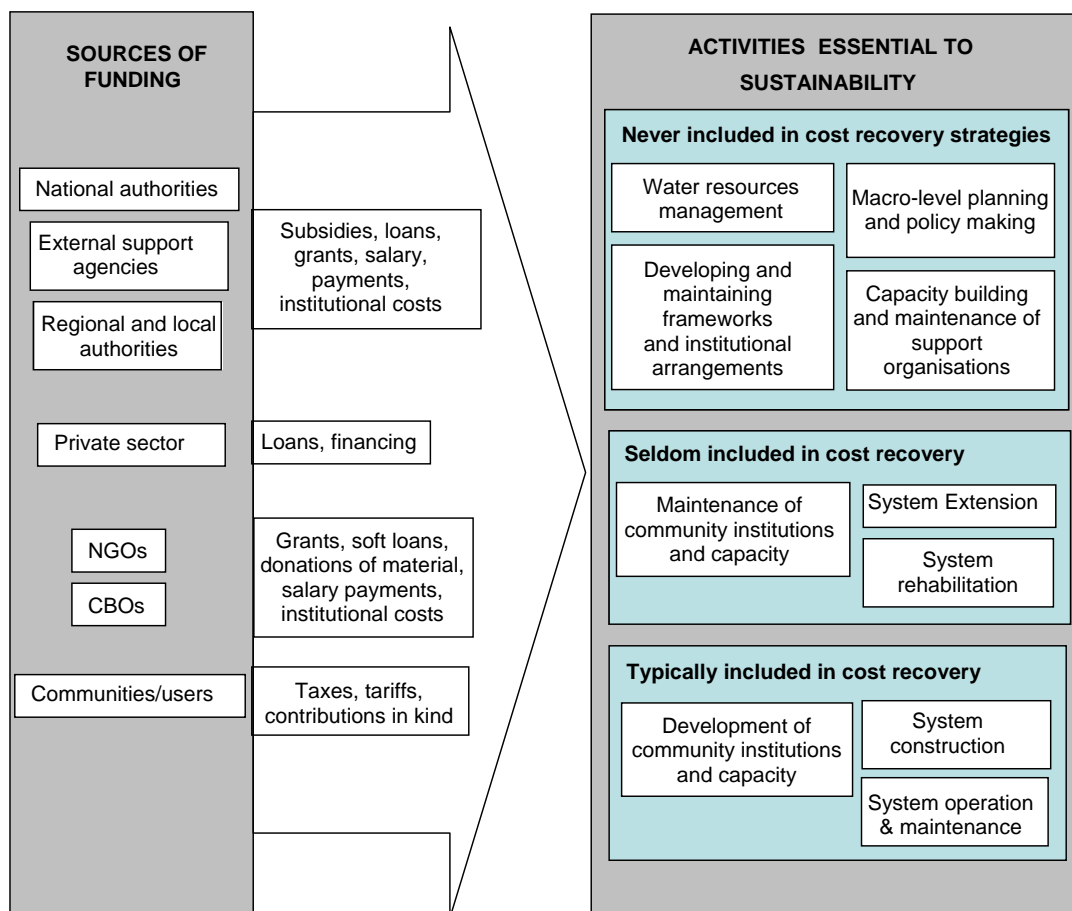 SOURCES OF
FUNDING
National authorities
External support
agencies
Regional and local
authorities
Private sector
NGOs
CBOs
Communities/users
Subsidies, loans,
grants, salary,
payments,
institutional costs
Loans, financing
Grants, soft loans,
donations of material,
salary payments,
institutional costs
Taxes, tariffs,
contributions in kind
ACTIVITIES ESSENTIAL TO
SUSTAINABILITY
Never included in cost recovery strategies
Water resources
management
Macro-level planning
and policy making
Developing and
maintaining
frameworks
and institutional
arrangements
Capacity building
and maintenance of
support
organisations
Seldom included in cost recovery
Maintenance of
community institutions
and capacity
System Extension
System
rehabilitation
Typically included in cost recovery
Development of
community institutions
and capacity
System
construction
System operation
& maintenance